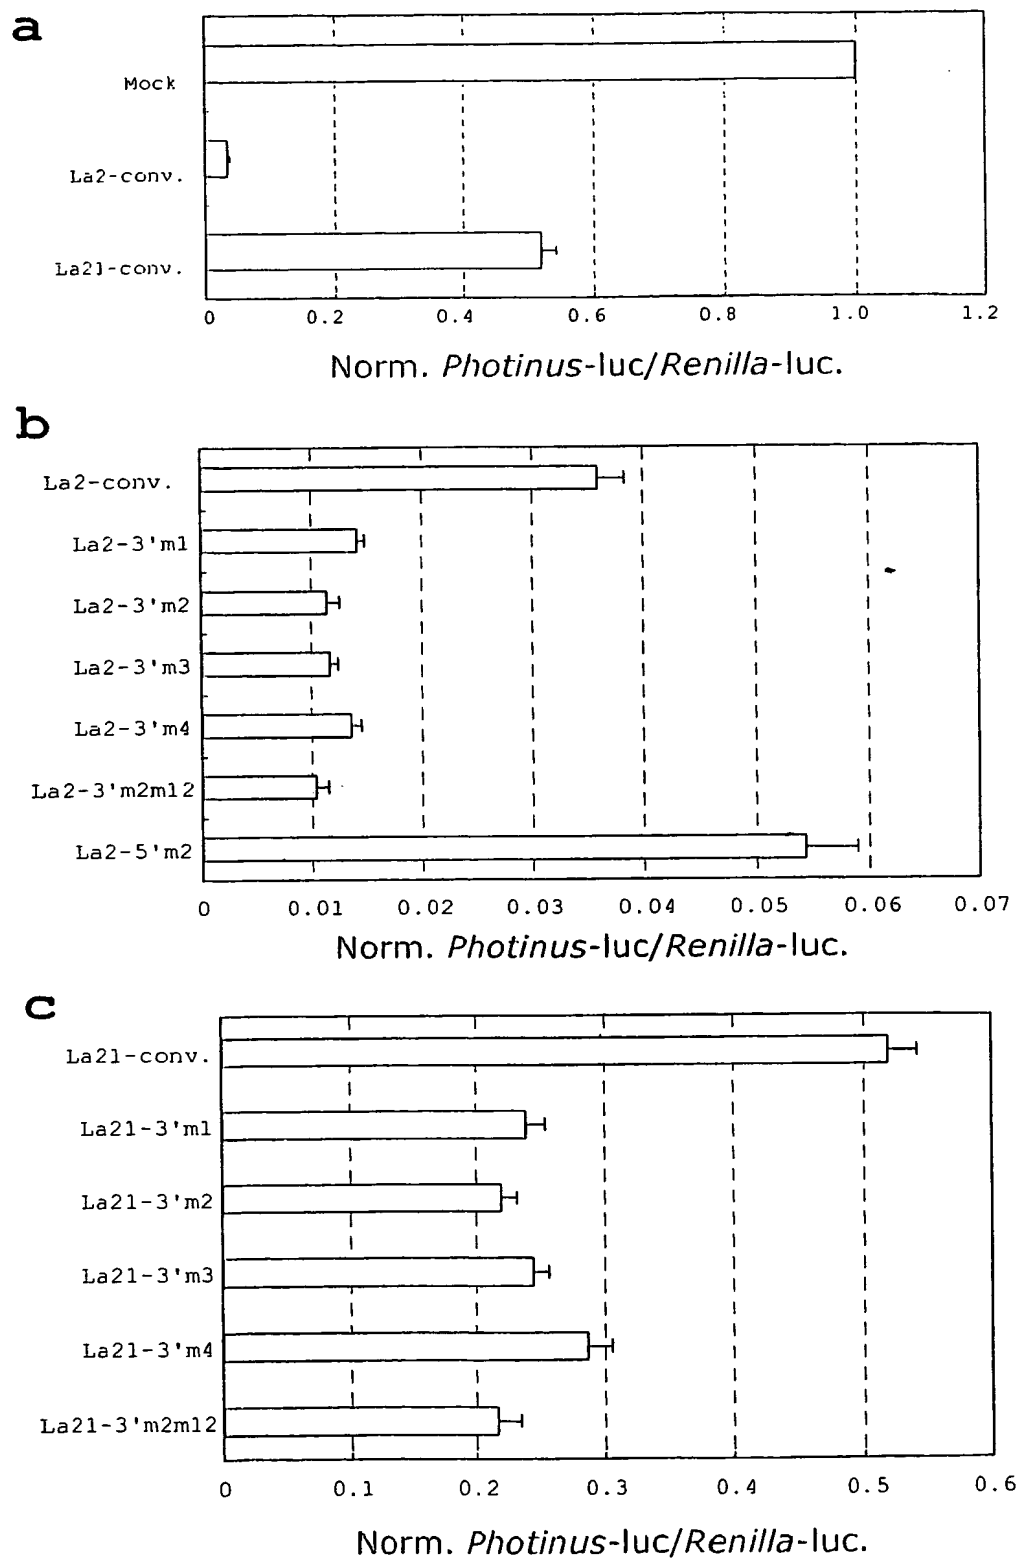 a
Mock
La2-conv.
La21-conv.
0 0.2 0.4 0.6 0.8 1.0 1.2
Norm. Photinus-luc/Renilla-luc.
b
La2-conv.
La2-3'm1
La2-3'm2
La2-3'm3
La2-3'm4
La2-3'm2m12
La2-5'm2
0 0.01 0.02 0.03 0.04 0.05 0.06 0.07
Norm. Photinus-luc/Renilla-luc.
c
La21-conv.
La21-3'm1
La21-3'm2
La21-3'm3
La21-3'm4
La21-3'm2m12
0 0.1 0.2 0.3 0.4 0.5 0.6
Norm. Photinus-luc/Renilla-luc.